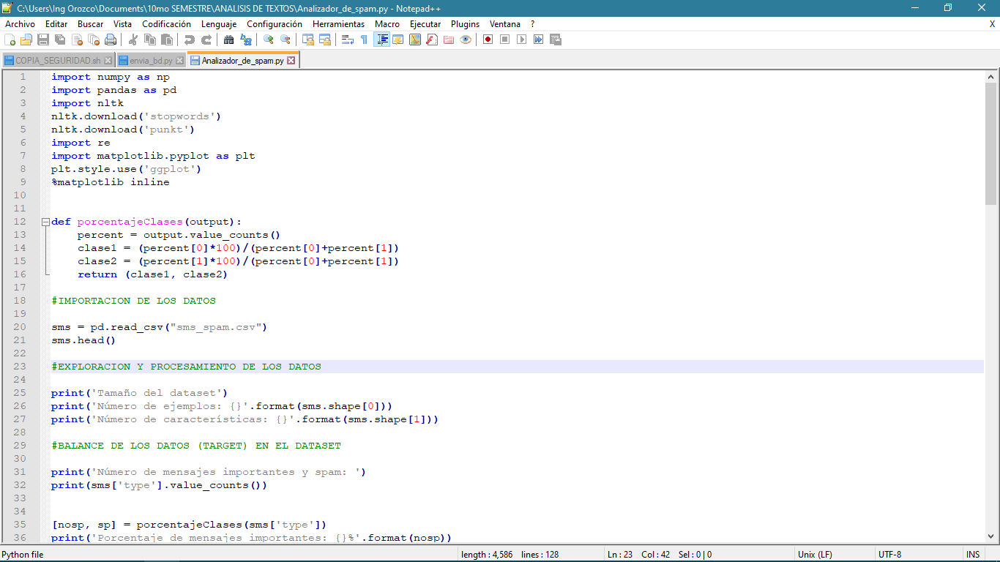 C:\Users\Ing Orozco\Documents\10mo SEMESTRE\ANALISIS DE TEXTOS\Analizador_de_spam.py - Notepad++
Archivo Editar Buscar Vista Codificación Lenguaje Configuración Herramientas Macro Ejecutar Plugins Ventana ? X
COPIA_SEGURIDAD.sh envia_bd.py Analizador_de_spam.py
1 import numpy as np
2 import pandas as pd
3 import nltk
4 nltk.download('stopwords')
5 nltk.download('punkt')
6 import re
7 import matplotlib.pyplot as plt
8 plt.style.use('ggplot')
9 %matplotlib inline
10
11
12 def porcentajeClases(output):
13     percent = output.value_counts()
14     clase1 = (percent[0]*100)/(percent[0]+percent[1])
15     clase2 = (percent[1]*100)/(percent[0]+percent[1])
16     return (clase1, clase2)
17
18 #IMPORTACION DE LOS DATOS
19
20 sms = pd.read_csv("sms_spam.csv")
21 sms.head()
22
23 #EXPLORACION Y PROCESAMIENTO DE LOS DATOS
24
25 print('Tamaño del dataset')
26 print('Número de ejemplos: {}'.format(sms.shape[0]))
27 print('Número de características: {}'.format(sms.shape[1]))
28
29 #BALANCE DE LOS DATOS (TARGET) EN EL DATASET
30
31 print('Número de mensajes importantes y spam: ')
32 print(sms['type'].value_counts())
33
34
35 [nosp, sp] = porcentajeClases(sms['type'])
36 print('Porcentaje de mensajes importantes: {}%'.format(nosp))
Python file length : 4,586 lines : 128 Ln : 23 Col : 42 Sel : 0 | 0 Unix (LF) UTF-8 INS